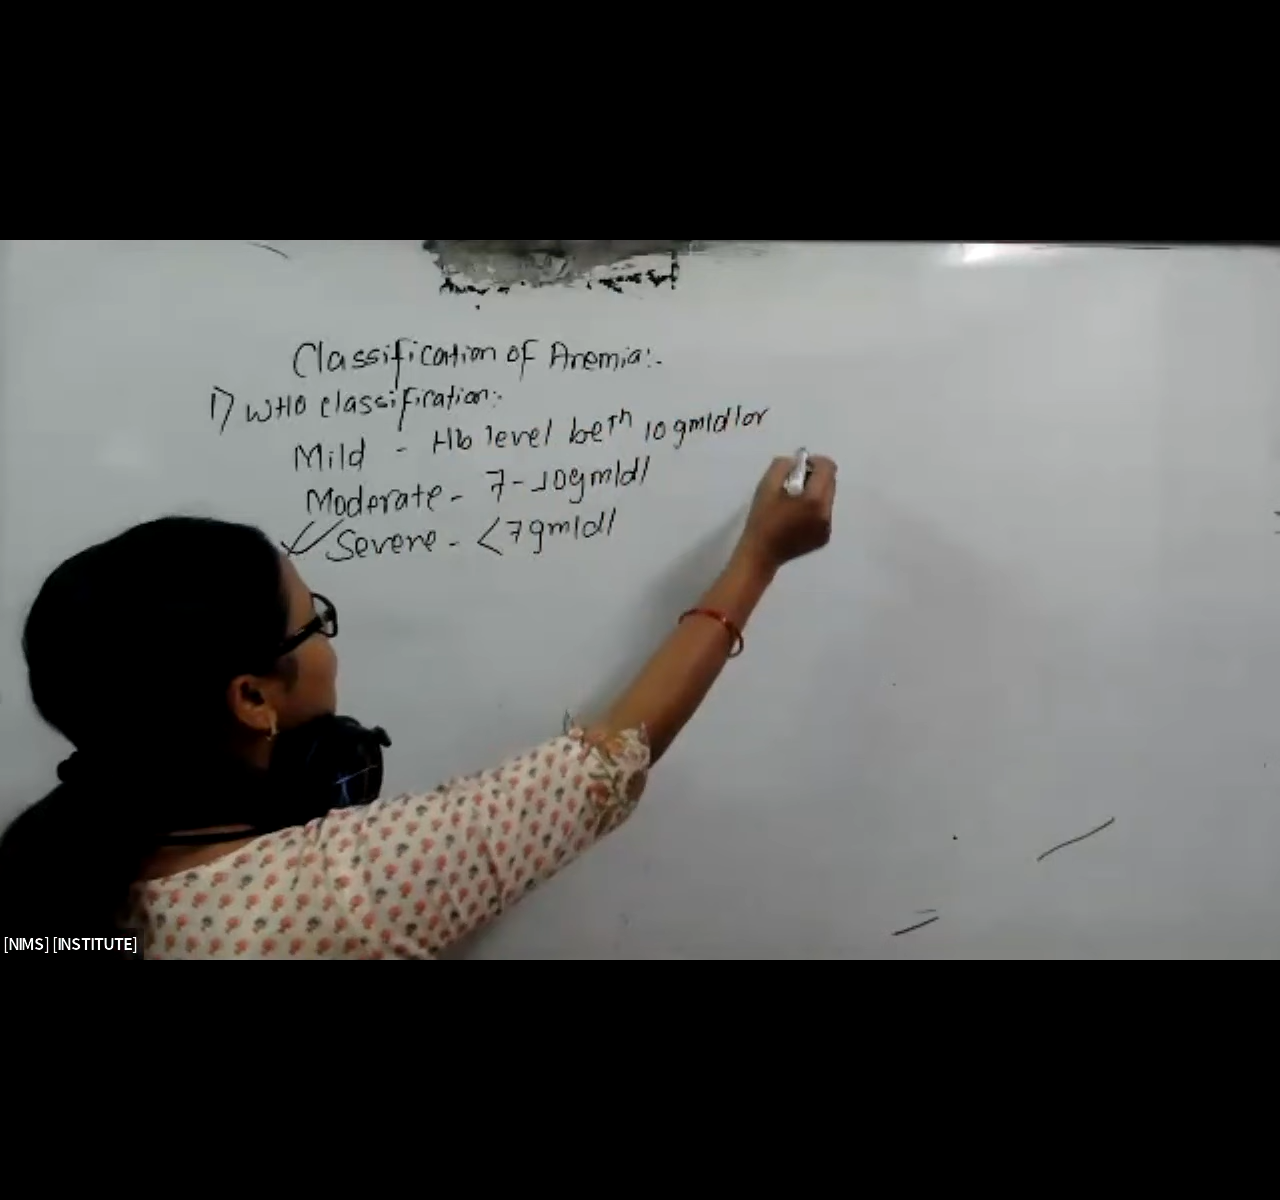 Classification of Anemia:-
1) WHO classification:-
Mild - Hb level betn 10gm/dl or
Moderate - 7-10gm/dl
Severe - <7gm/dl
[NIMS] [INSTITUTE]